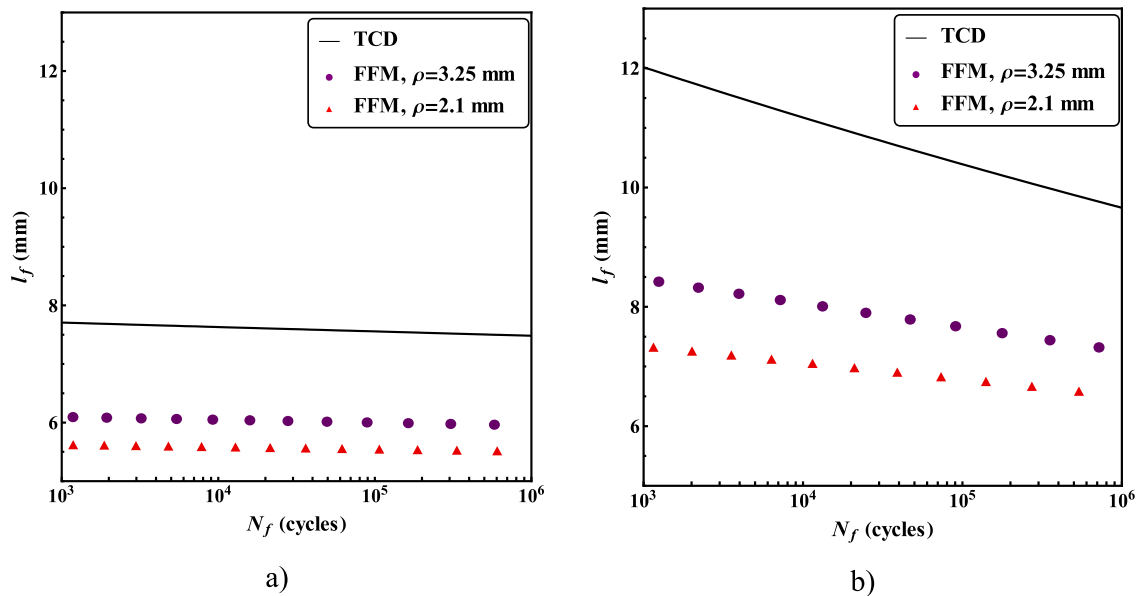 TCD
FFM, ρ=3.25 mm
FFM, ρ=2.1 mm
12
10
8
6
l_f (mm)
10^3
10^4
10^5
10^6
N_f (cycles)
a)
TCD
FFM, ρ=3.25 mm
FFM, ρ=2.1 mm
12
10
8
6
l_f (mm)
10^3
10^4
10^5
10^6
N_f (cycles)
b)